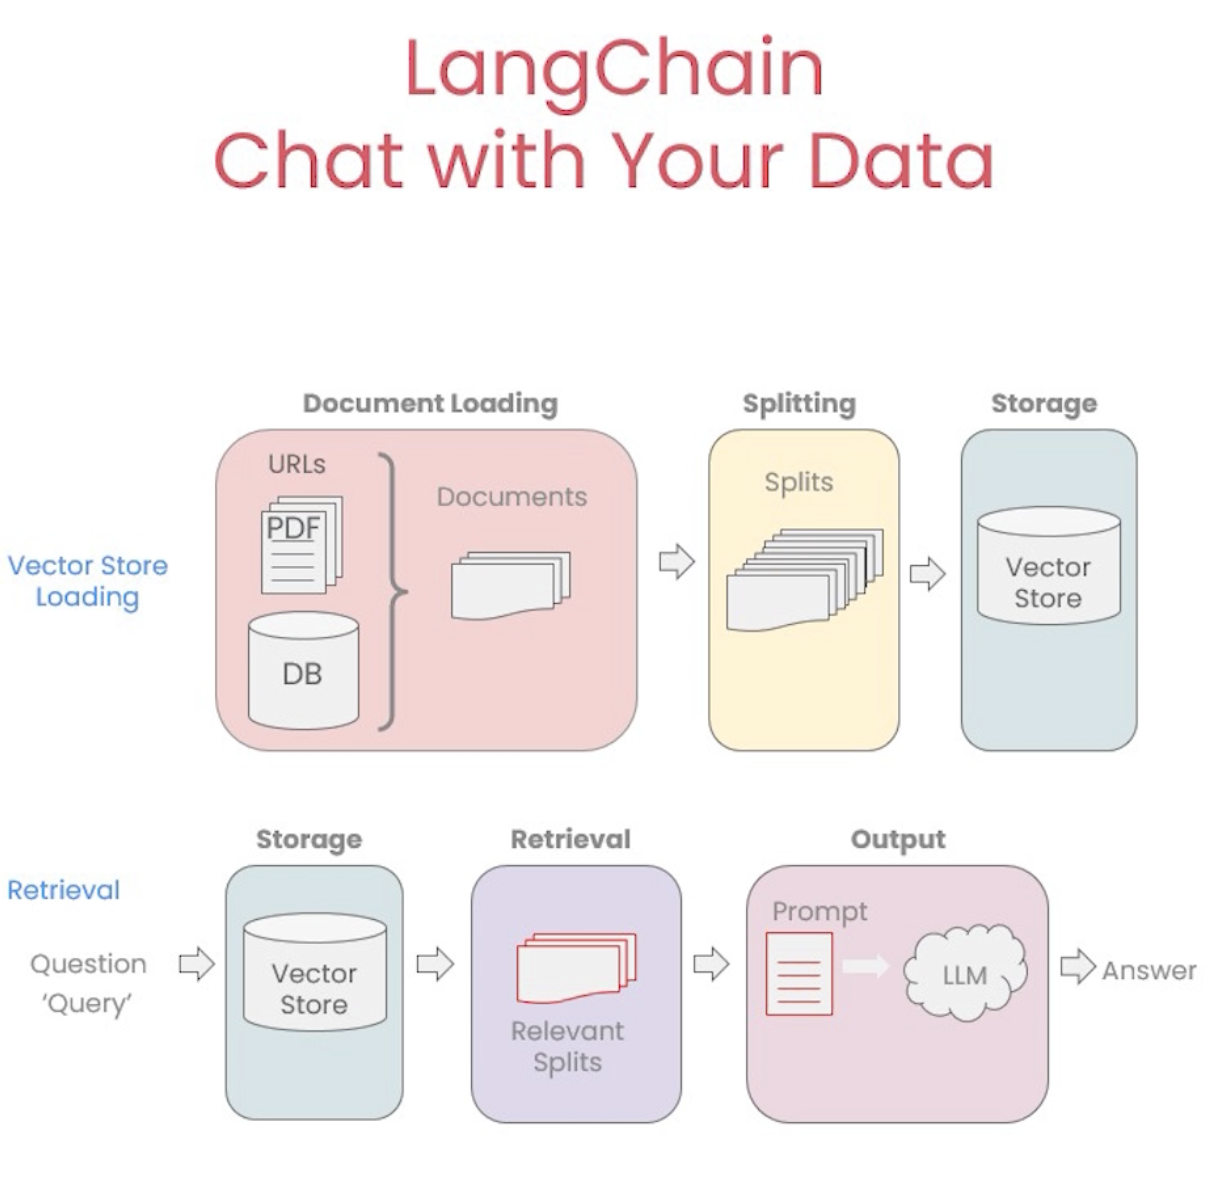 LangChain
Chat with Your Data
Document Loading
Splitting
Storage
Vector Store
Loading
URLs
PDF
DB
Documents
Splits
Vector
Store
Storage
Retrieval
Output
Retrieval
Question
‘Query’
Vector
Store
Relevant
Splits
Prompt
LLM
Answer